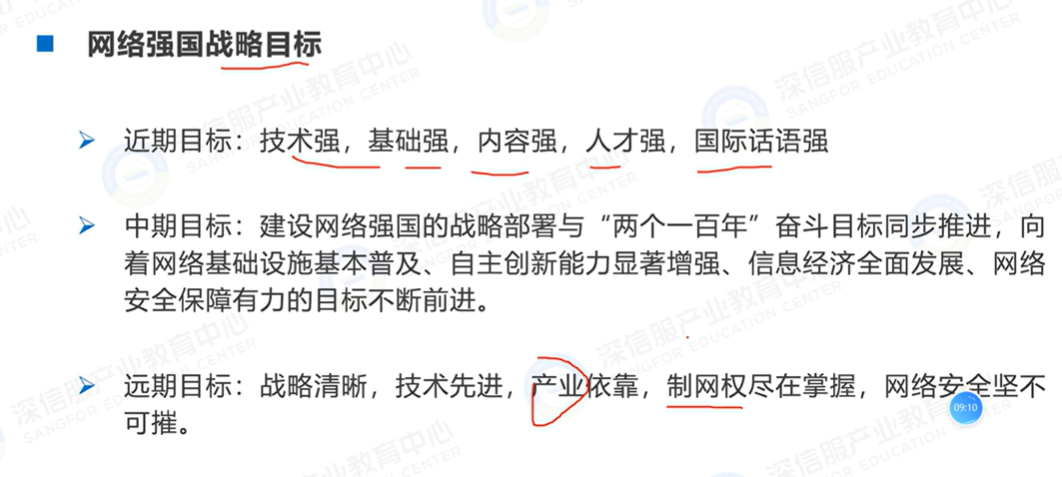 网络强国战略目标
近期目标：技术强，基础强，内容强，人才强，国际话语强
中期目标：建设网络强国的战略部署与“两个一百年”奋斗目标同步推进，向
着网络基础设施基本普及、自主创新能力显著增强、信息经济全面发展、网络
安全保障有力的目标不断前进。
远期目标：战略清晰，技术先进，产业依靠，制网权尽在掌握，网络安全坚不
可摧。
09:10
深信服产业教育中心
SANGFOR EDUCATION CENTER